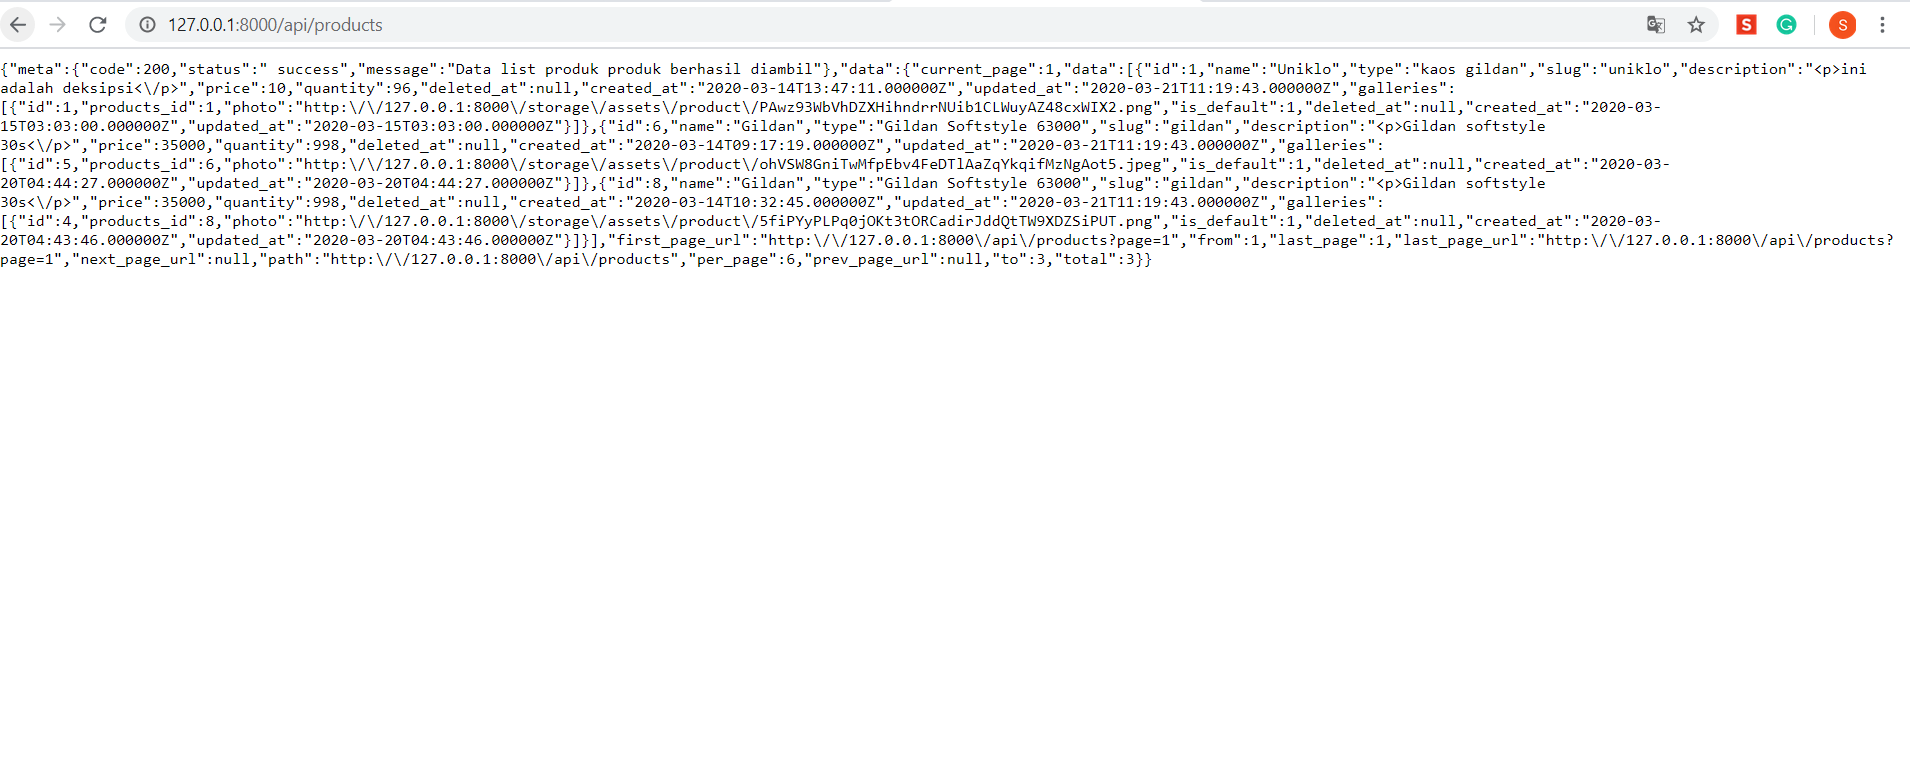 127.0.0.1:8000/api/products
S
G
S
{"meta":{"code":200,"status":" success","message":"Data list produk produk berhasil diambil"},"data":{"current_page":1,"data":[{"id":1,"name":"Uniklo","type":"kaos gildan","slug":"uniklo","description":"<p>ini
adalah deksipsi<\/p>","price":10,"quantity":96,"deleted_at":null,"created_at":"2020-03-14T13:47:11.000000Z","updated_at":"2020-03-21T11:19:43.000000Z","galleries":
[{"id":1,"products_id":1,"photo":"http:\/\/127.0.0.1:8000\/storage\/assets\/product\/PAwz93WbVhDZXHihndrrNUib1CLWuyAZ48cxWIX2.png","is_default":1,"deleted_at":null,"created_at":"2020-03-
15T03:03:00.000000Z","updated_at":"2020-03-15T03:03:00.000000Z"}]},{"id":6,"name":"Gildan","type":"Gildan Softstyle 63000","slug":"gildan","description":"<p>Gildan softstyle
30s<\/p>","price":35000,"quantity":998,"deleted_at":null,"created_at":"2020-03-14T09:17:19.000000Z","updated_at":"2020-03-21T11:19:43.000000Z","galleries":
[{"id":5,"products_id":6,"photo":"http:\/\/127.0.0.1:8000\/storage\/assets\/product\/ohVSW8GniTwMfpEbv4FeDTlAaZqYkqifMzNgAot5.jpeg","is_default":1,"deleted_at":null,"created_at":"2020-03-
20T04:44:27.000000Z","updated_at":"2020-03-20T04:44:27.000000Z"}]},{"id":8,"name":"Gildan","type":"Gildan Softstyle 63000","slug":"gildan","description":"<p>Gildan softstyle
30s<\/p>","price":35000,"quantity":998,"deleted_at":null,"created_at":"2020-03-14T10:32:45.000000Z","updated_at":"2020-03-21T11:19:43.000000Z","galleries":
[{"id":4,"products_id":8,"photo":"http:\/\/127.0.0.1:8000\/storage\/assets\/product\/5fiPYyPLPq0jOKt3tORCadirJddQtTW9XDZSiPUT.png","is_default":1,"deleted_at":null,"created_at":"2020-03-
20T04:43:46.000000Z","updated_at":"2020-03-20T04:43:46.000000Z"}]}],"first_page_url":"http:\/\/127.0.0.1:8000\/api\/products?page=1","from":1,"last_page":1,"last_page_url":"http:\/\/127.0.0.1:8000\/api\/products?
page=1","next_page_url":null,"path":"http:\/\/127.0.0.1:8000\/api\/products","per_page":6,"prev_page_url":null,"to":3,"total":3}}